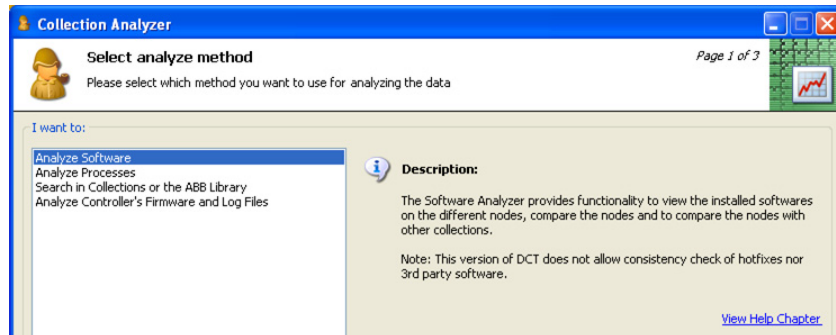 Collection Analyzer
Select analyze method
Page 1 of 3
Please select which method you want to use for analyzing the data
I want to:
Analyze Software
Analyze Processes
Search in Collections or the ABB Library
Analyze Controller's Firmware and Log Files
Description:
The Software Analyzer provides functionality to view the installed softwares
on the different nodes, compare the nodes and to compare the nodes with
other collections.
Note: This version of DCT does not allow consistency check of hotfixes nor
3rd party software.
View Help Chapter